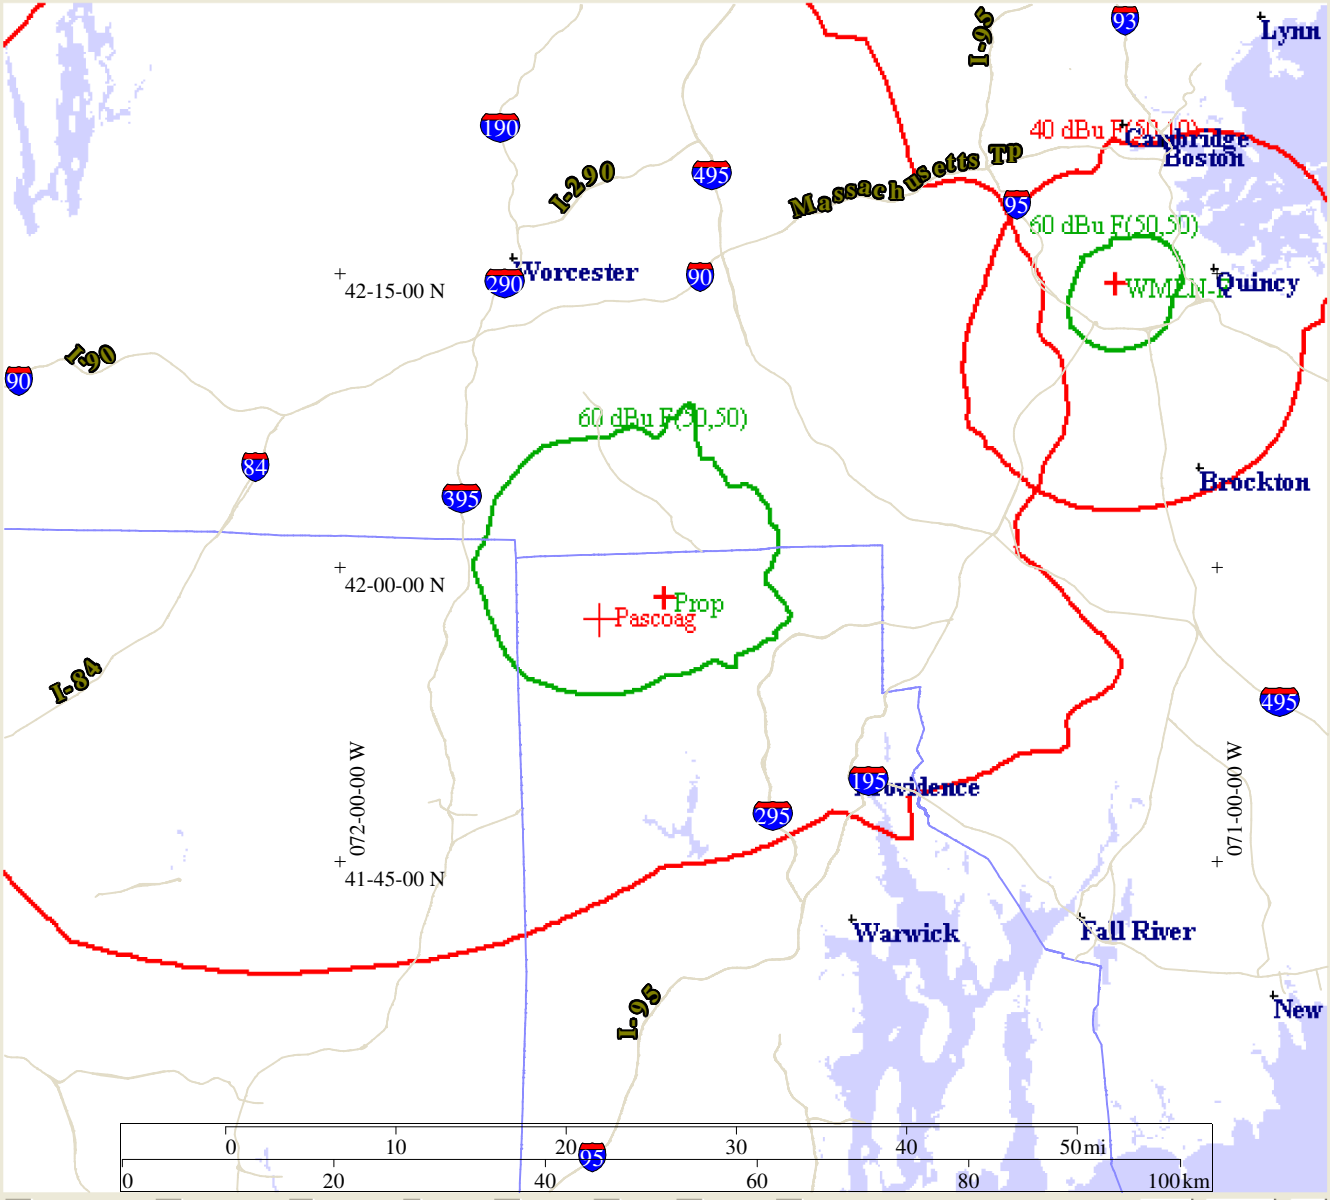 I-95
93
Lynn
190
40 dBu F(50,10)
Cambridge
Boston
I-290
495
Massachusetts Tp
95
60 dBu F(50,50)
42-15-00 N
290
Worcester
90
WMLN-F
Quincy
I-90
90
60 dBu F(50,50)
84
395
Brockton
42-00-00 N
Prop
Pascoag
I-84
495
072-00-00 W
071-00-00 W
195
Providence
295
41-45-00 N
Warwick
Fall River
I-95
New
0 10 20 30 40 50 mi
95
0 20 40 60 80 100 km